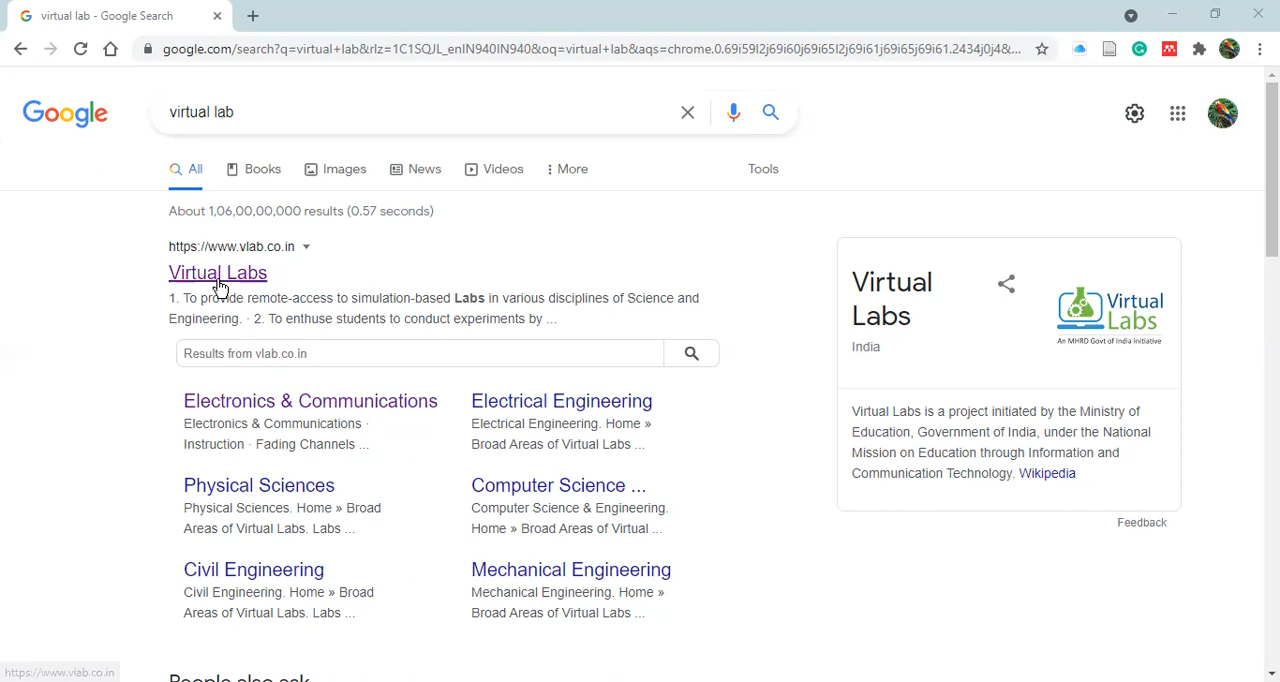 virtual lab - Google Search
google.com/search?q=virtual+lab&rlz=1C1SQJL_enIN940IN940&oq=virtual+lab&aqs=chrome.0.69i59l2j69i60j69i65l2j69i61j69i65j69i61.2434j0j4&...
Google
virtual lab
All Books Images News Videos More Tools
About 1,06,00,00,000 results (0.57 seconds)
https://www.vlab.co.in
Virtual Labs
1. To provide remote-access to simulation-based Labs in various disciplines of Science and
Engineering. · 2. To enthuse students to conduct experiments by ...
Results from vlab.co.in
Electronics & Communications
Electronics & Communications ·
Instruction · Fading Channels ...
Electrical Engineering
Electrical Engineering. Home »
Broad Areas of Virtual Labs ...
Physical Sciences
Physical Sciences. Home » Broad
Areas of Virtual Labs. Labs ...
Computer Science ...
Computer Science & Engineering.
Home » Broad Areas of Virtual ...
Civil Engineering
Civil Engineering. Home » Broad
Areas of Virtual Labs. Labs ...
Mechanical Engineering
Mechanical Engineering. Home »
Broad Areas of Virtual Labs ...
People also ask
Virtual
Labs
India
Virtual
Labs
An MHRD Govt of India Initiative
Virtual Labs is a project initiated by the Ministry of
Education, Government of India, under the National
Mission on Education through Information and
Communication Technology. Wikipedia
Feedback
https://www.vlab.co.in